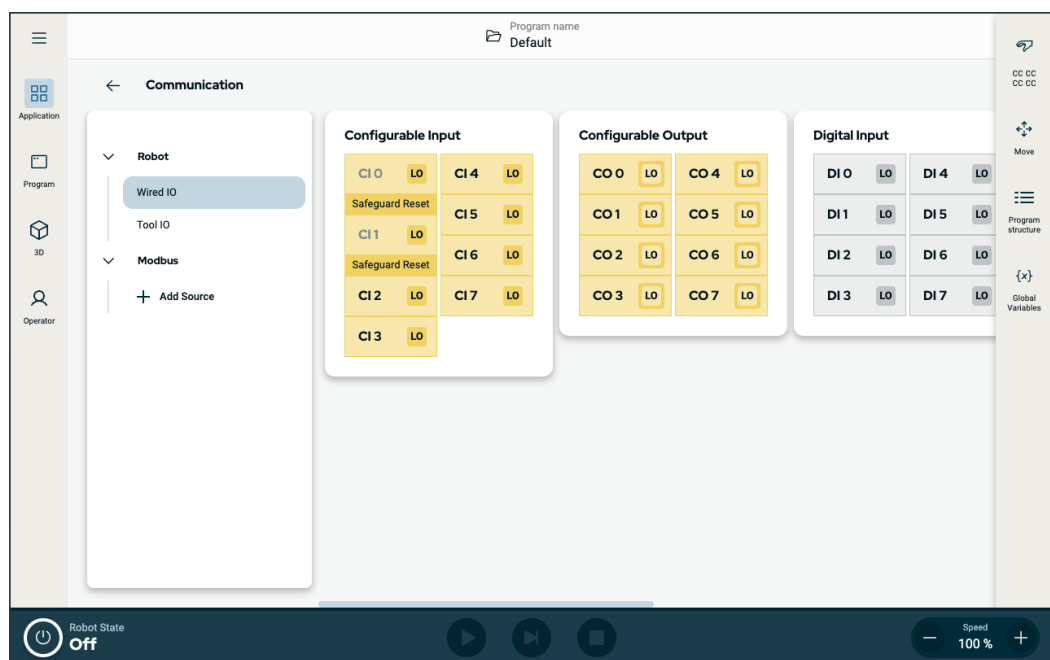 Program name
Default
CC CC
CC CC
Communication
Application
Program
3D
Operator
Robot
Wired IO
Tool IO
Modbus
Add Source
Configurable Input
CI 0 LO CI 4 LO
Safeguard Reset
CI 5 LO
CI 1 LO
CI 6 LO
Safeguard Reset
CI 2 LO CI 7 LO
CI 3 LO
Configurable Output
CO 0 LO CO 4 LO
CO 1 LO CO 5 LO
CO 2 LO CO 6 LO
CO 3 LO CO 7 LO
Digital Input
DI 0 LO DI 4 LO
DI 1 LO DI 5 LO
DI 2 LO DI 6 LO
DI 3 LO DI 7 LO
Move
Program
structure
{x}
Global
Variables
Robot State
Off
Speed
100 %